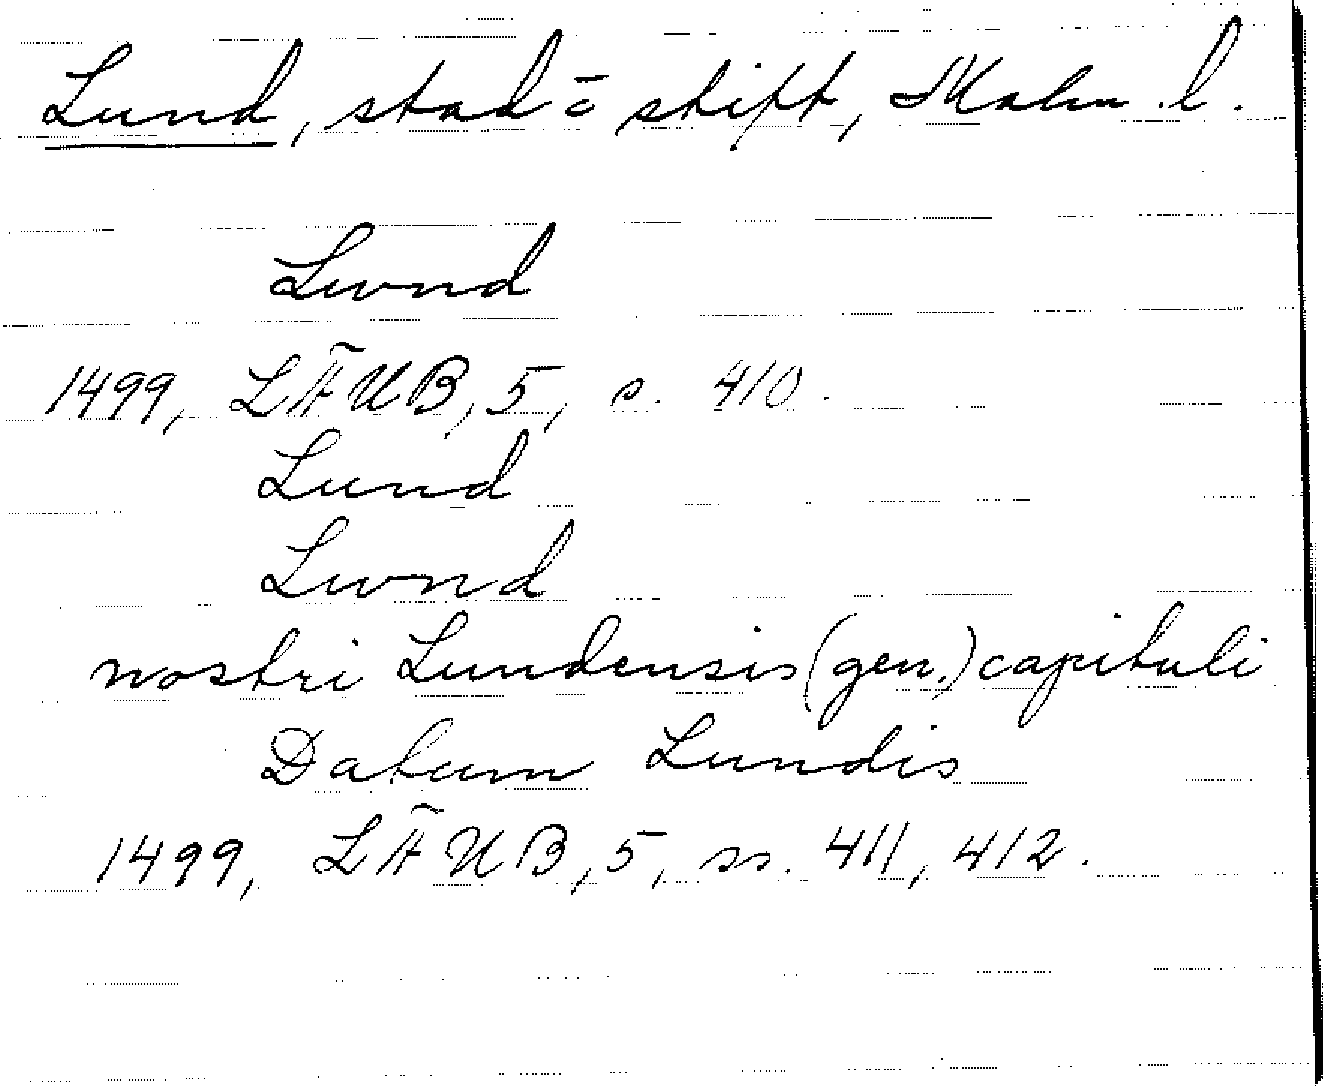 Lund, stad o stift, Malm. l.
Lwnd
1499, LÄUB, 5, s. 410.
Lund
Lwnd
nostri Lundensis (gen.) capituli
Datum Lundis
1499, LÄUB, 5, ss. 411, 412.